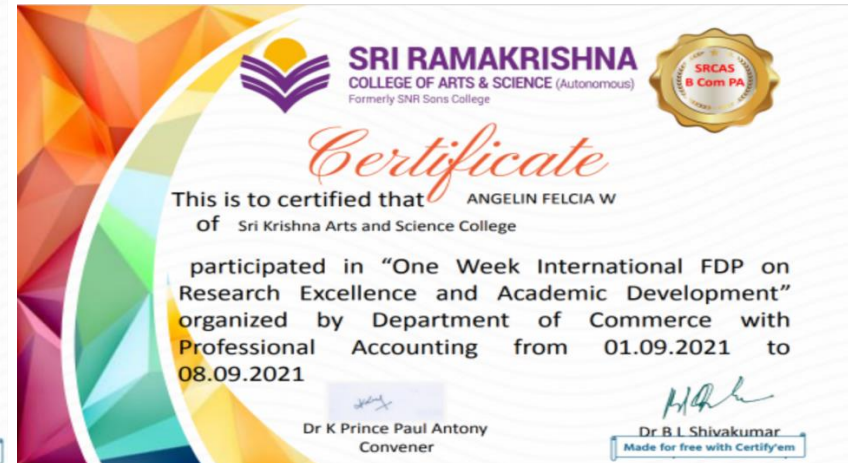 SRI RAMAKRISHNA
COLLEGE OF ARTS & SCIENCE (Autonomous)
Formerly SNR Sons College
SRCAS
B Com PA
Certificate
This is to certified that ANGELIN FELCIA W
of Sri Krishna Arts and Science College
participated in “One Week International FDP on
Research Excellence and Academic Development”
organized by Department of Commerce with
Professional Accounting from 01.09.2021 to
08.09.2021
Dr K Prince Paul Antony
Convener
Dr B L Shivakumar
Made for free with Certify'em